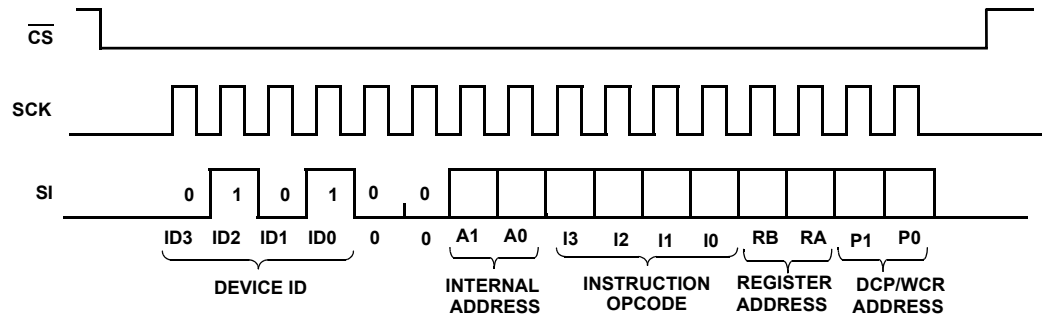 CS
SCK
SI
0 1 0 1 0 0
ID3 ID2 ID1 ID0 0 0 A1 A0 I3 I2 I1 I0 RB RA P1 P0
DEVICE ID
INTERNAL ADDRESS
INSTRUCTION OPCODE
REGISTER ADDRESS
DCP/WCR ADDRESS